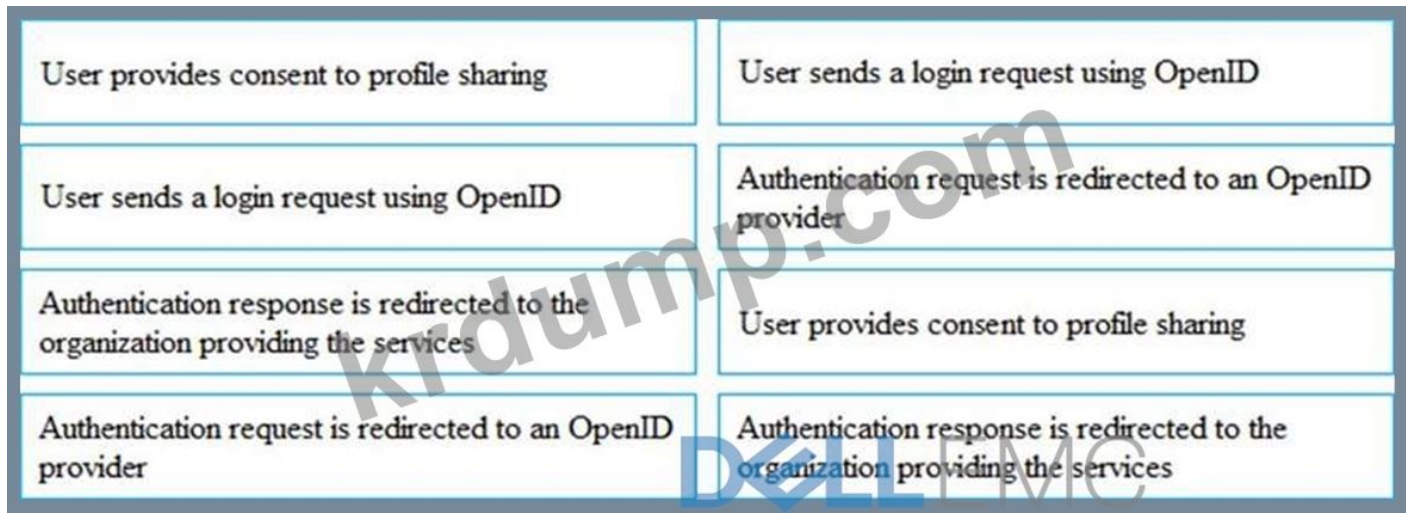 User provides consent to profile sharing
User sends a login request using OpenID
User sends a login request using OpenID
Authentication request is redirected to an OpenID
provider
Authentication response is redirected to the
organization providing the services
User provides consent to profile sharing
Authentication request is redirected to an OpenID
provider
Authentication response is redirected to the
organization providing the services
krdump.com
DELL EMC